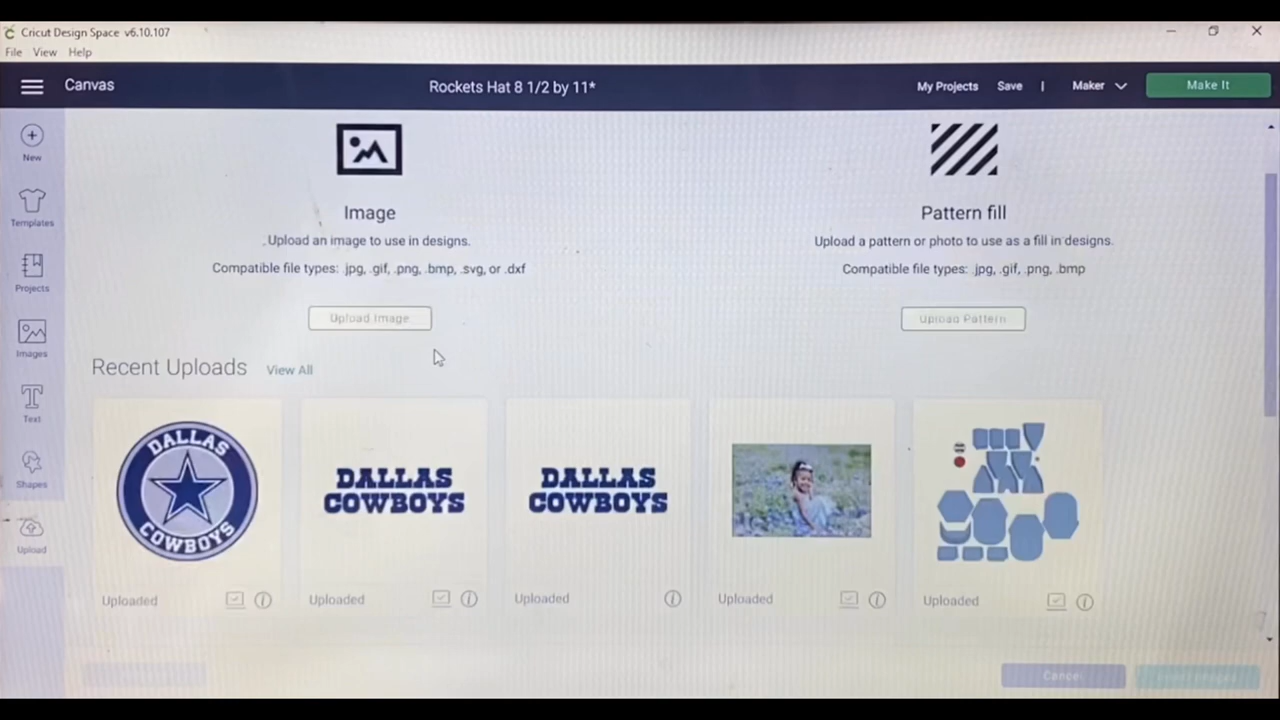 Cricut Design Space v6.10.107
File View Help
Canvas
Rockets Hat 8 1/2 by 11*
My Projects Save | Maker
Make It
New
Templates
Projects
Images
Text
Shapes
Upload
Image
Upload an image to use in designs.
Compatible file types: .jpg, .gif, .png, .bmp, .svg, or .dxf
Upload Image
Pattern fill
Upload a pattern or photo to use as a fill in designs.
Compatible file types: .jpg, .gif, .png, .bmp
Upload Pattern
Recent Uploads View All
DALLAS
COWBOYS
DALLAS
COWBOYS
DALLAS
COWBOYS
Uploaded
Uploaded
Uploaded
Uploaded
Uploaded
Cancel